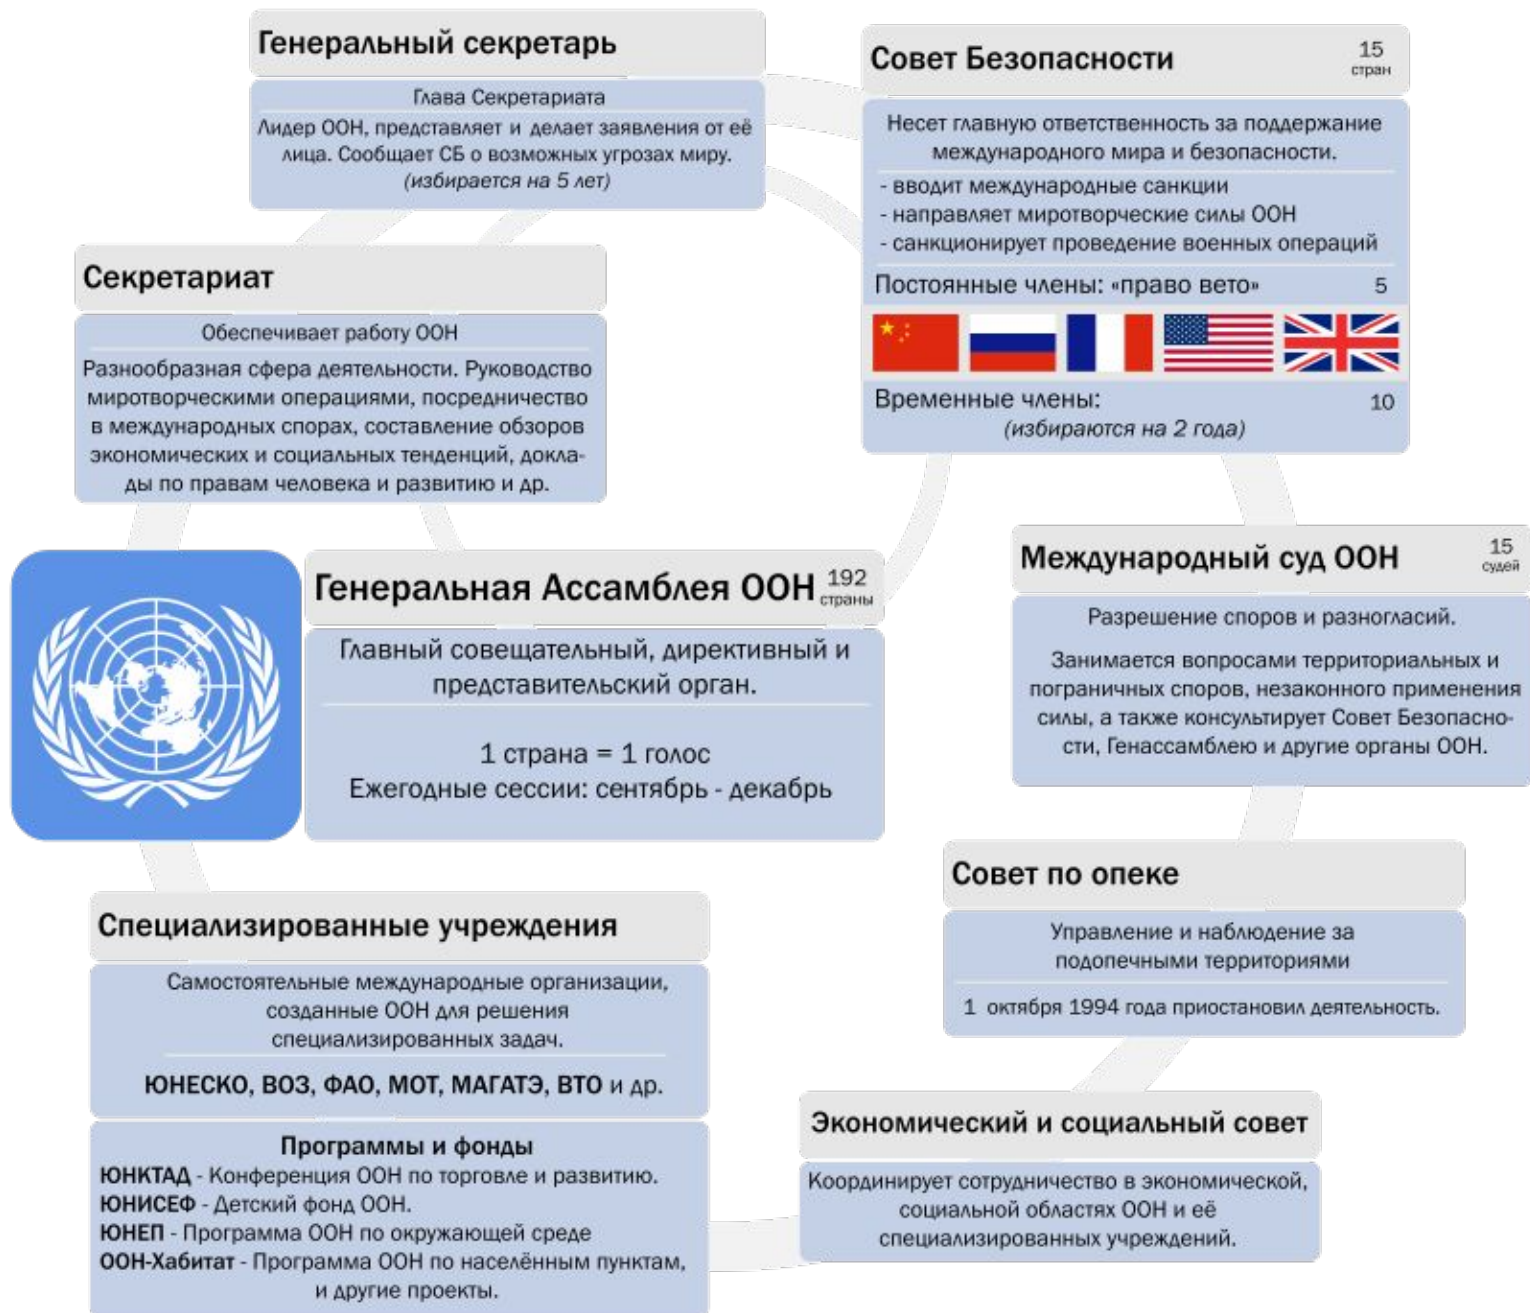 Генеральный секретарь
Глава Секретариата
Лидер ООН, представляет и делает заявления от её
лица. Сообщает СБ о возможных угрозах миру.
(избирается на 5 лет)
Совет Безопасности
15
стран
Несет главную ответственность за поддержание
международного мира и безопасности.
- вводит международные санкции
- направляет миротворческие силы ООН
- санкционирует проведение военных операций
Постоянные члены: «право вето» 5
Временные члены: 10
(избираются на 2 года)
Секретариат
Обеспечивает работу ООН
Разнообразная сфера деятельности. Руководство
миротворческими операциями, посредничество
в международных спорах, составление обзоров
экономических и социальных тенденций, докла-
ды по правам человека и развитию и др.
Генеральная Ассамблея ООН
192
страны
Главный совещательный, директивный и
представительский орган.
1 страна = 1 голос
Ежегодные сессии: сентябрь - декабрь
Международный суд ООН
15
судей
Разрешение споров и разногласий.
Занимается вопросами территориальных и
пограничных споров, незаконного применения
силы, а также консультирует Совет Безопасно-
сти, Генассамблею и другие органы ООН.
Совет по опеке
Управление и наблюдение за
подопечными территориями
1 октября 1994 года приостановил деятельность.
Специализированные учреждения
Самостоятельные международные организации,
созданные ООН для решения
специализированных задач.
ЮНЕСКО, ВОЗ, ФАО, МОТ, МАГАТЭ, ВТО и др.
Программы и фонды
ЮНКТАД - Конференция ООН по торговле и развитию.
ЮНИСЕФ - Детский фонд ООН.
ЮНЕП - Программа ООН по окружающей среде
ООН-Хабитат - Программа ООН по населённым пунктам,
и другие проекты.
Экономический и социальный совет
Координирует сотрудничество в экономической,
социальной областях ООН и её
специализированных учреждений.